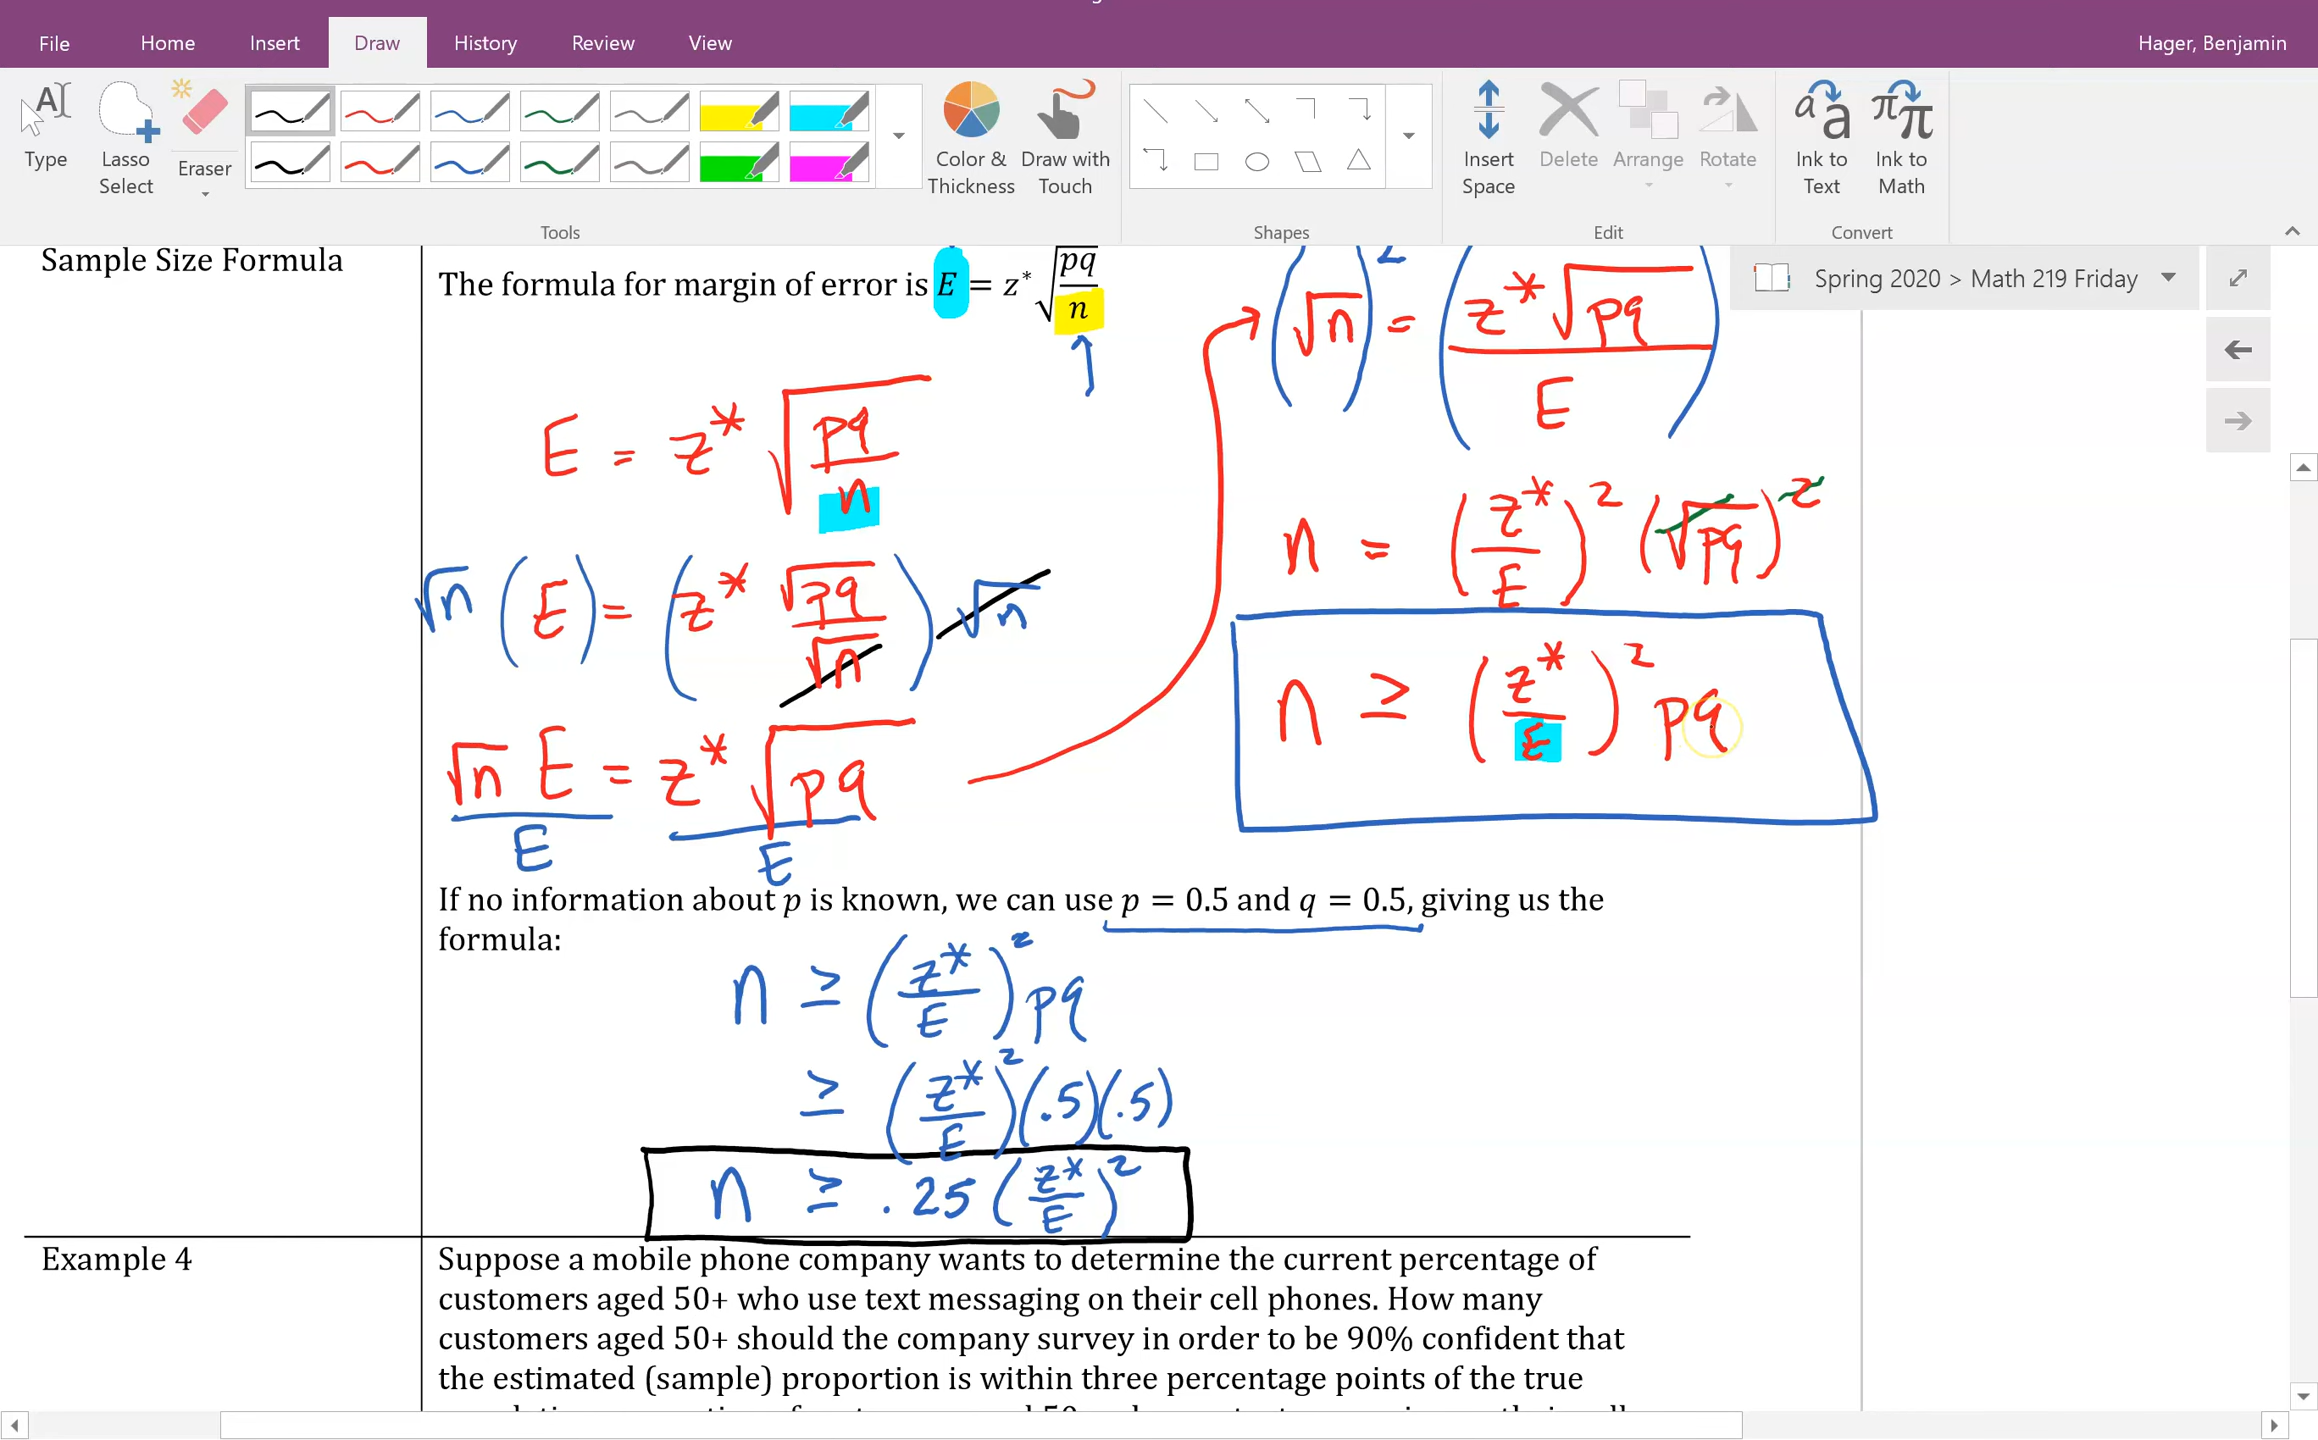 File Home Insert Draw History Review View Hager, Benjamin
Type Lasso Select Eraser Color & Thickness Draw with Touch Insert Space Delete Arrange Rotate Ink to Text Ink to Math
Tools Shapes Edit Convert
Spring 2020 > Math 219 Friday
Sample Size Formula
The formula for margin of error is E = z* √(pq/n)
E = z* √(pq/n)
√n (E) = (z* √pq/√n) √n
√n E/E = z* √pq/E
(√n)² = (z* √pq/E)
n = (z*/E)² (√pq)²
n ≥ (z*/E)² pq
If no information about p is known, we can use p = 0.5 and q = 0.5, giving us the
formula:
n ≥ (z*/E)² pq
≥ (z*/E)² (.5)(.5)
n ≥ .25 (z*/E)²
Example 4
Suppose a mobile phone company wants to determine the current percentage of
customers aged 50+ who use text messaging on their cell phones. How many
customers aged 50+ should the company survey in order to be 90% confident that
the estimated (sample) proportion is within three percentage points of the true